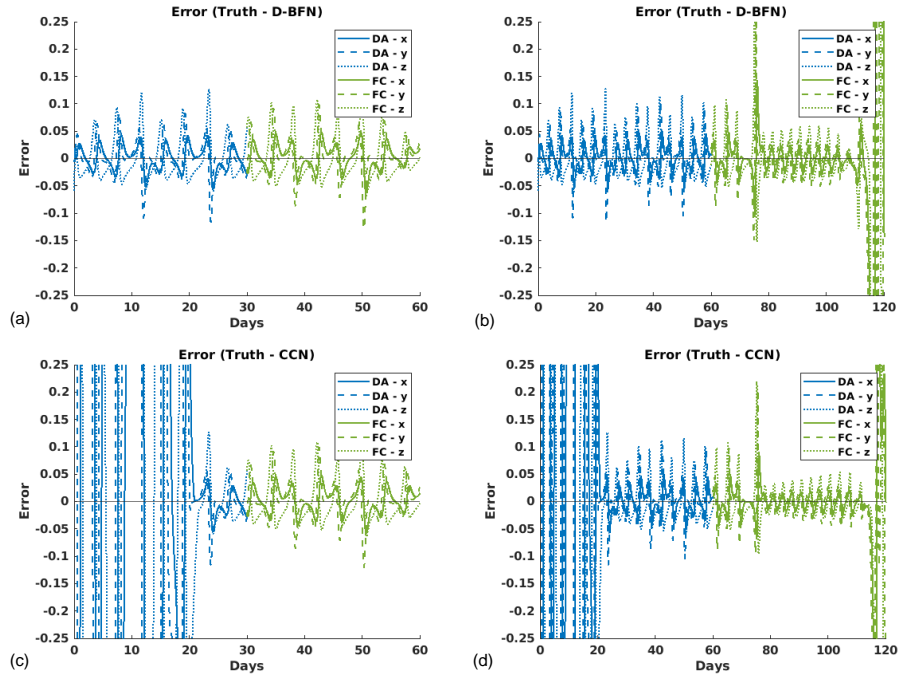 Error (Truth - D-BFN)
0.25
0.2
0.15
0.1
0.05
0
-0.05
-0.1
-0.15
-0.2
-0.25
Error
0 10 20 30 40 50 60
Days
DA - x
DA - y
DA - z
FC - x
FC - y
FC - z
(a)
Error (Truth - D-BFN)
0.25
0.2
0.15
0.1
0.05
0
-0.05
-0.1
-0.15
-0.2
-0.25
Error
0 20 40 60 80 100 120
Days
DA - x
DA - y
DA - z
FC - x
FC - y
FC - z
(b)
Error (Truth - CCN)
0.25
0.2
0.15
0.1
0.05
0
-0.05
-0.1
-0.15
-0.2
-0.25
Error
0 10 20 30 40 50 60
Days
DA - x
DA - y
DA - z
FC - x
FC - y
FC - z
(c)
Error (Truth - CCN)
0.25
0.2
0.15
0.1
0.05
0
-0.05
-0.1
-0.15
-0.2
-0.25
Error
0 20 40 60 80 100 120
Days
DA - x
DA - y
DA - z
FC - x
FC - y
FC - z
(d)